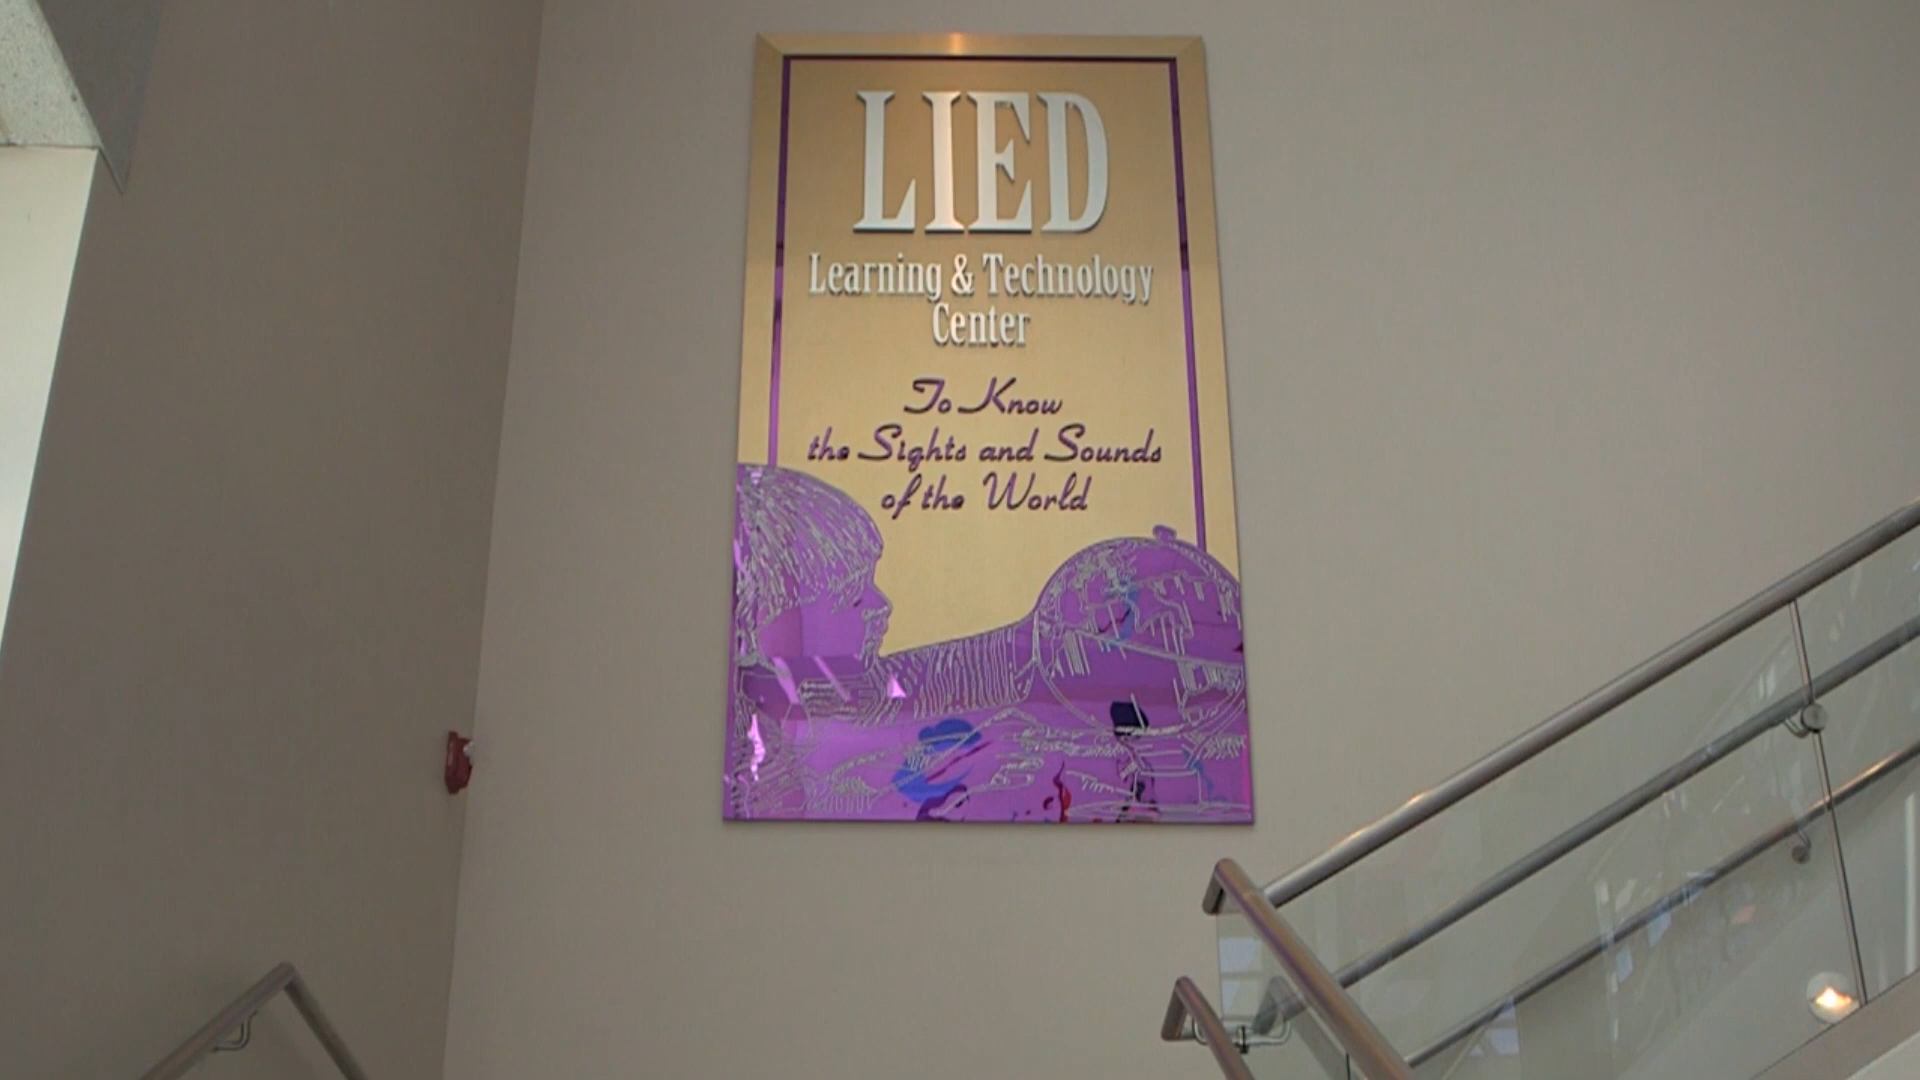 LIED
Learning & Technology
Center
To Know
the Sights and Sounds
of the World